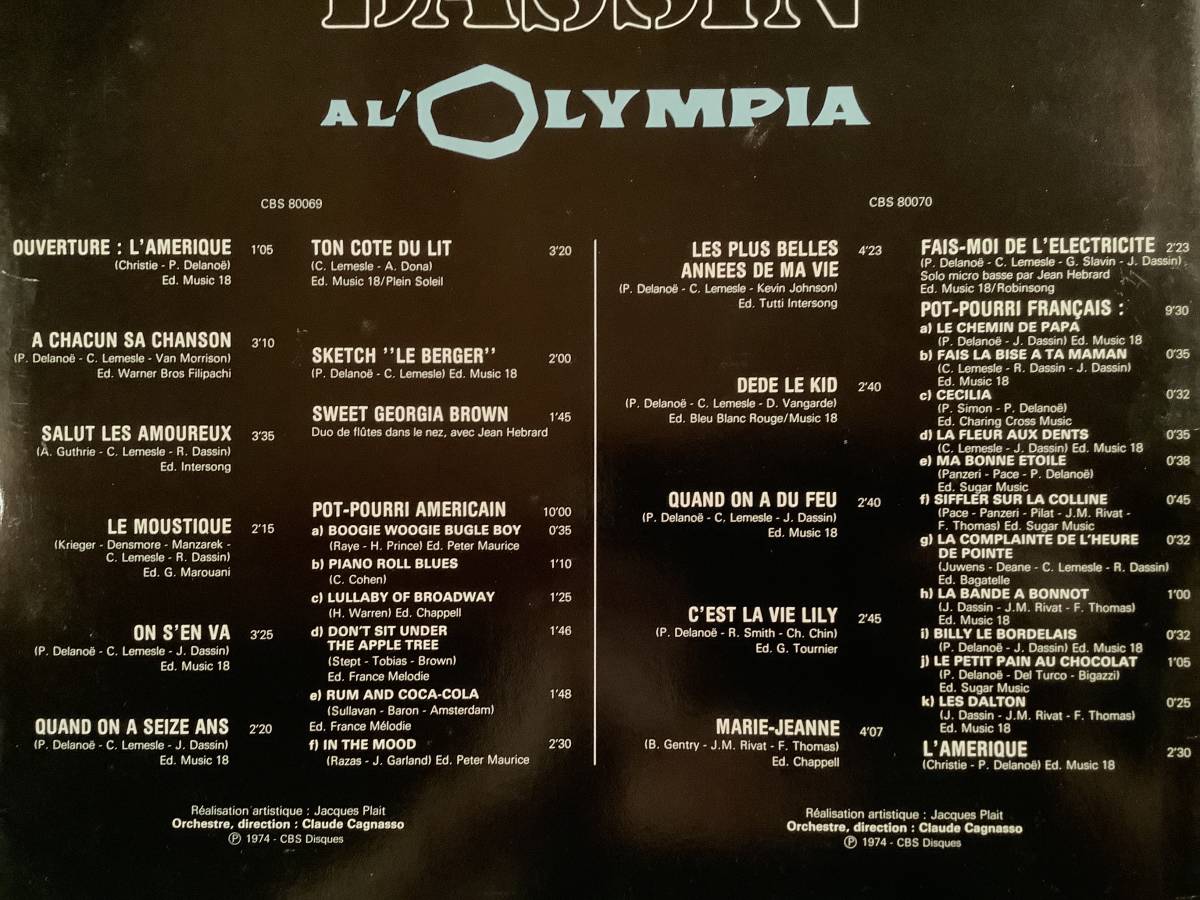 DASSIN
A L'OLYMPIA
CBS 80069
OUVERTURE : L'AMERIQUE 1'05
(Christie - P. Delanoë)
Ed. Music 18
A CHACUN SA CHANSON 3'10
(P. Delanoë - C. Lemesle - Van Morrison)
Ed. Warner Bros Filipachi
SALUT LES AMOUREUX 3'35
(A. Guthrie - C. Lemesle - R. Dassin)
Ed. Intersong
LE MOUSTIQUE 2'15
(Krieger - Densmore - Manzarek -
C. Lemesle - R. Dassin)
Ed. G. Marouani
ON S'EN VA 3'25
(P. Delanoë - C. Lemesle - J. Dassin)
Ed. Music 18
QUAND ON A SEIZE ANS 2'20
(P. Delanoë - C. Lemesle - J. Dassin)
Ed. Music 18
TON COTE DU LIT 3'20
(C. Lemesle - A. Dona)
Ed. Music 18/Plein Soleil
SKETCH "LE BERGER" 2'00
(P. Delanoë - C. Lemesle) Ed. Music 18
SWEET GEORGIA BROWN 1'45
Duo de flûtes dans le nez, avec Jean Hebrard
POT-POURRI AMERICAIN 10'00
a) BOOGIE WOOGIE BUGLE BOY 0'35
(Raye - H. Prince) Ed. Peter Maurice
b) PIANO ROLL BLUES 1'10
(C. Cohen)
c) LULLABY OF BROADWAY 1'25
(H. Warren) Ed. Chappell
d) DON'T SIT UNDER 1'46
THE APPLE TREE
(Stept - Tobias - Brown)
Ed. France Melodie
e) RUM AND COCA-COLA 1'48
(Sullavan - Baron - Amsterdam)
Ed. France Mélodie
f) IN THE MOOD 2'30
(Razas - J. Garland) Ed. Peter Maurice
Réalisation artistique : Jacques Plait
Orchestre, direction : Claude Cagnasso
℗ 1974 - CBS Disques
CBS 80070
LES PLUS BELLES 4'23
ANNEES DE MA VIE
(P. Delanoë - C. Lemesle - Kevin Johnson)
Ed. Tutti Intersong
DEDE LE KID 2'40
(P. Delanoë - C. Lemesle - D. Vangarde)
Ed. Bleu Blanc Rouge/Music 18
QUAND ON A DU FEU 2'40
(P. Delanoë - C. Lemesle - J. Dassin)
Ed. Music 18
C'EST LA VIE LILY 2'45
(P. Delanoë - R. Smith - Ch. Chin)
Ed. G. Tournier
MARIE-JEANNE 4'07
(B. Gentry - J.M. Rivat - F. Thomas)
Ed. Chappell
FAIS-MOI DE L'ELECTRICITE 2'23
(P. Delanoë - C. Lemesle - G. Slavin - J. Dassin)
Solo micro basse par Jean Hebrard
Ed. Music 18/Robinsong
POT-POURRI FRANÇAIS : 9'30
a) LE CHEMIN DE PAPA
(P. Delanoë - J. Dassin) Ed. Music 18
b) FAIS LA BISE A TA MAMAN 0'35
(C. Lemesle - R. Dassin - J. Dassin)
Ed. Music 18
c) CECILIA 0'32
(P. Simon - P. Delanoë)
Ed. Charing Cross Music
d) LA FLEUR AUX DENTS 0'35
(C. Lemesle - J. Dassin) Ed. Music 18
e) MA BONNE ETOILE 0'38
(Panzeri - Pace - P. Delanoë)
Ed. Sugar Music
f) SIFFLER SUR LA COLLINE 0'45
(Pace - Panzeri - Pilat - J.M. Rivat -
F. Thomas) Ed. Sugar Music
g) LA COMPLAINTE DE L'HEURE 0'32
DE POINTE
(Juwens - Deane - C. Lemesle - R. Dassin)
Ed. Bagatelle
h) LA BANDE A BONNOT 1'00
(J. Dassin - J.M. Rivat - F. Thomas)
Ed. Music 18
i) BILLY LE BORDELAIS 0'32
(P. Delanoë - J. Dassin) Ed. Music 18
j) LE PETIT PAIN AU CHOCOLAT 1'05
(P. Delanoë - Del Turco - Bigazzi)
Ed. Sugar Music
k) LES DALTON 0'25
(J. Dassin - J.M. Rivat - F. Thomas)
Ed. Music 18
L'AMERIQUE 2'30
(Christie - P. Delanoë) Ed. Music 18
Réalisation artistique : Jacques Plait
Orchestre, direction : Claude Cagnasso
℗ 1974 - CBS Disques